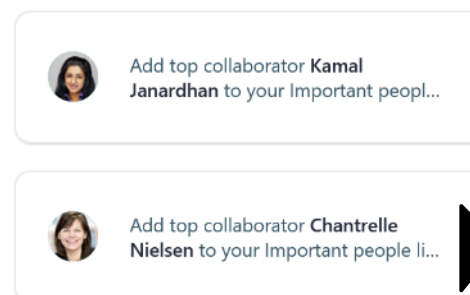 Add top collaborator Kamal
Janardhan to your Important peopl...
Add top collaborator Chantrelle
Nielsen to your Important people li...